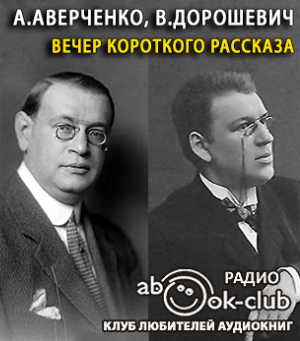 А.АВЕРЧЕНКО, В.ДОРОШЕВИЧ
ВЕЧЕР КОРОТКОГО РАССКАЗА
РАДИО
abook-club
КЛУБ ЛЮБИТЕЛЕЙ АУДИОКНИГ